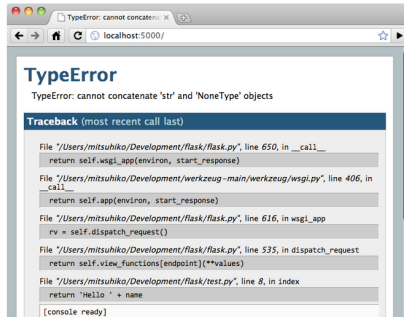 TypeError: cannot concatena
localhost:5000/
TypeError
TypeError: cannot concatenate 'str' and 'NoneType' objects
Traceback (most recent call last)
File "/Users/mitsuhiko/Development/flask/flask.py", line 650, in __call__
return self.wsgi_app(environ, start_response)
File "/Users/mitsuhiko/Development/werkzeug-main/werkzeug/wsgi.py", line 406, in
__call__
return self.app(environ, start_response)
File "/Users/mitsuhiko/Development/flask/flask.py", line 616, in wsgi_app
rv = self.dispatch_request()
File "/Users/mitsuhiko/Development/flask/flask.py", line 535, in dispatch_request
return self.view_functions[endpoint](**values)
File "/Users/mitsuhiko/Development/flask/test.py", line 8, in index
return 'Hello ' + name
[console ready]